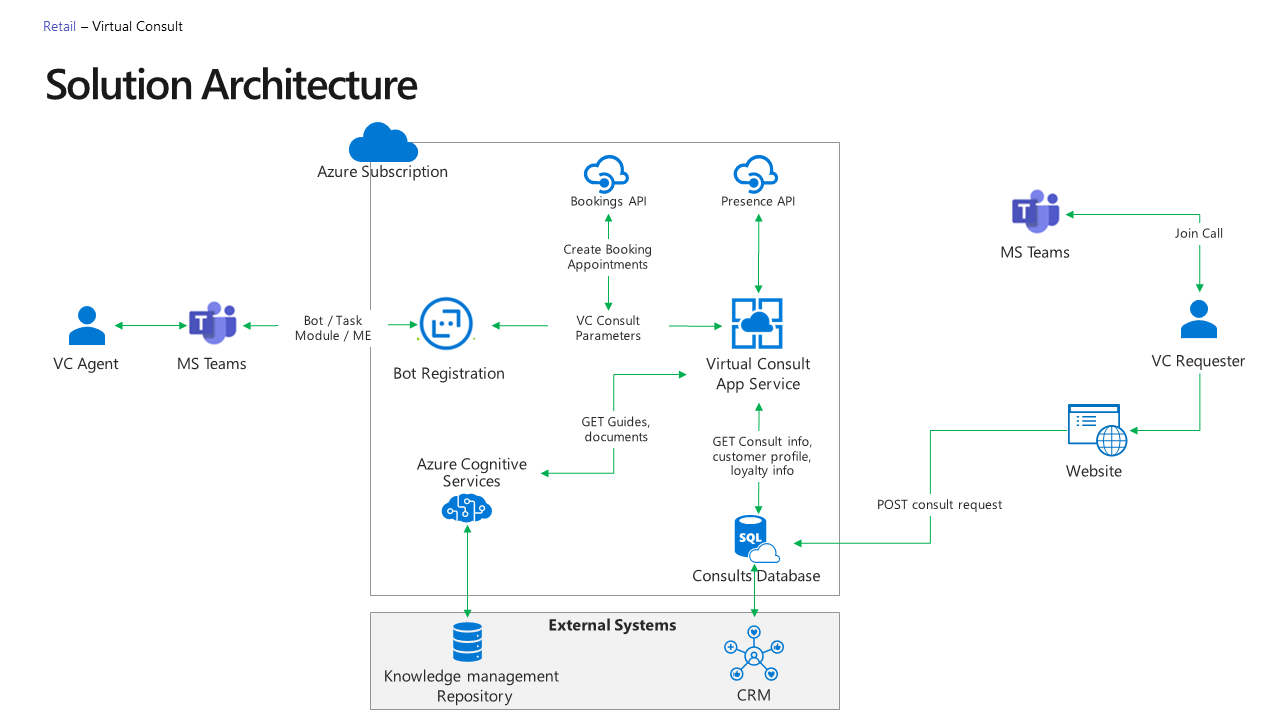 Retail – Virtual Consult
Solution Architecture
Azure Subscription
Bookings API
Presence API
Create Booking
Appointments
MS Teams
Join Call
VC Agent
MS Teams
Bot / Task
Module / ME
Bot Registration
VC Consult
Parameters
Virtual Consult
App Service
VC Requester
GET Guides,
documents
GET Consult info,
customer profile,
loyalty info
Azure Cognitive
Services
Website
POST consult request
SQL
Consults Database
External Systems
Knowledge management
Repository
CRM